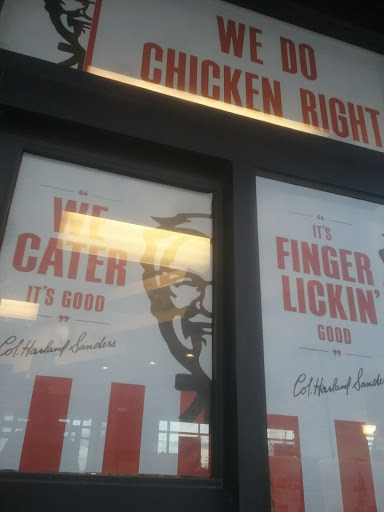 WE DO
CHICKEN RIGHT
“
WE
CATER
IT'S GOOD
”
Col. Harland Sanders
“
IT'S
FINGER
LICKIN'
GOOD
”
Col. Harland Sanders